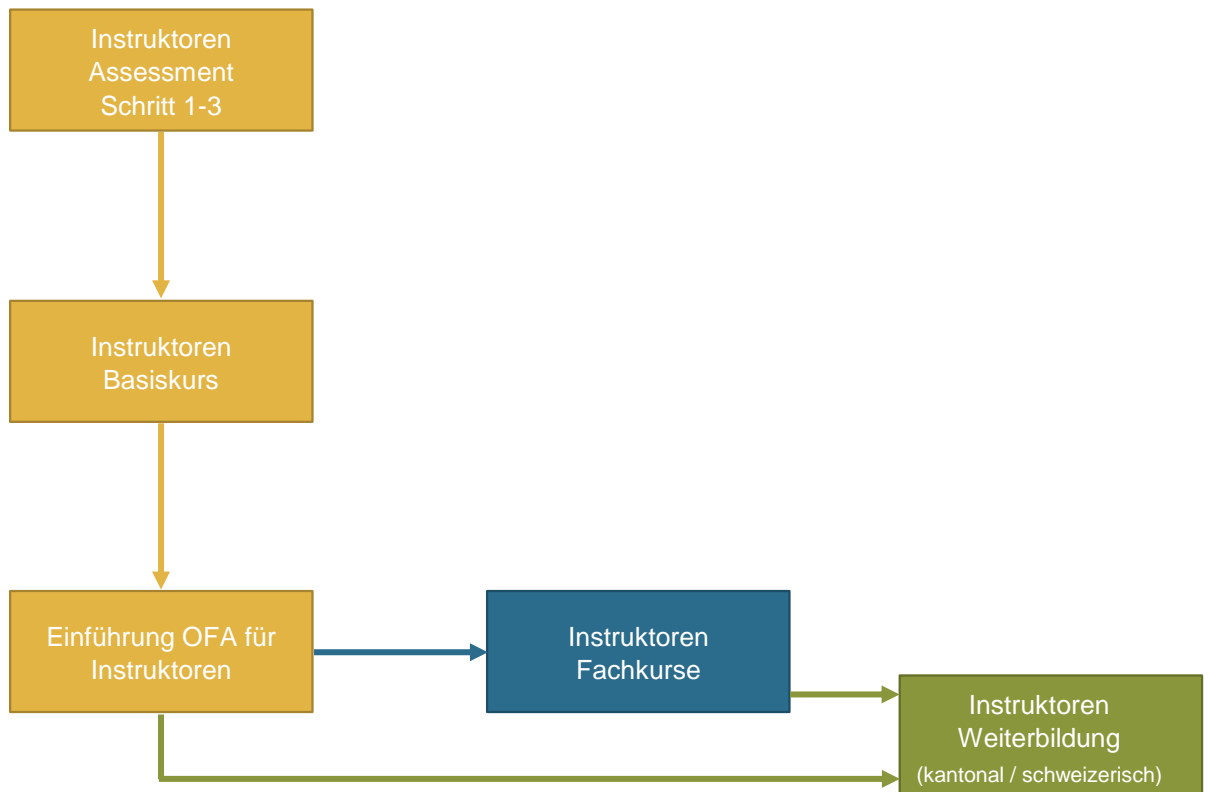 Instruktoren
Assessment
Schritt 1-3
Instruktoren
Basiskurs
Einführung OFA für
Instruktoren
Instruktoren
Fachkurse
Instruktoren
Weiterbildung
(kantonal / schweizerisch)